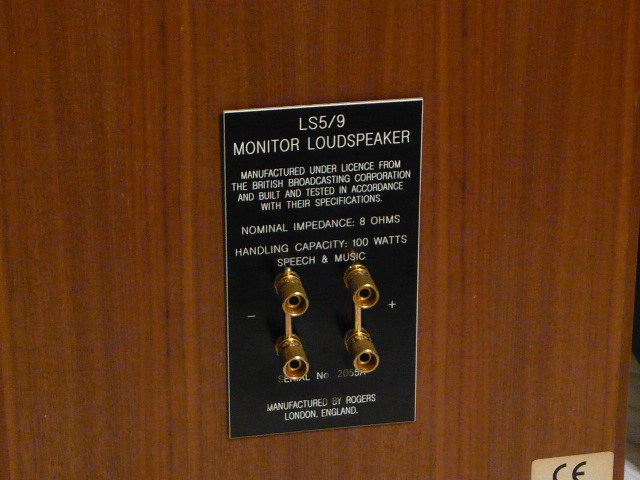 LS5/9
MONITOR LOUDSPEAKER
MANUFACTURED UNDER LICENCE FROM
THE BRITISH BROADCASTING CORPORATION
AND BUILT AND TESTED IN ACCORDANCE
WITH THEIR SPECIFICATIONS.
NOMINAL IMPEDANCE: 8 OHMS
HANDLING CAPACITY: 100 WATTS
SPEECH & MUSIC
− +
SERIAL No.
MANUFACTURED BY ROGERS
LONDON, ENGLAND.
CE